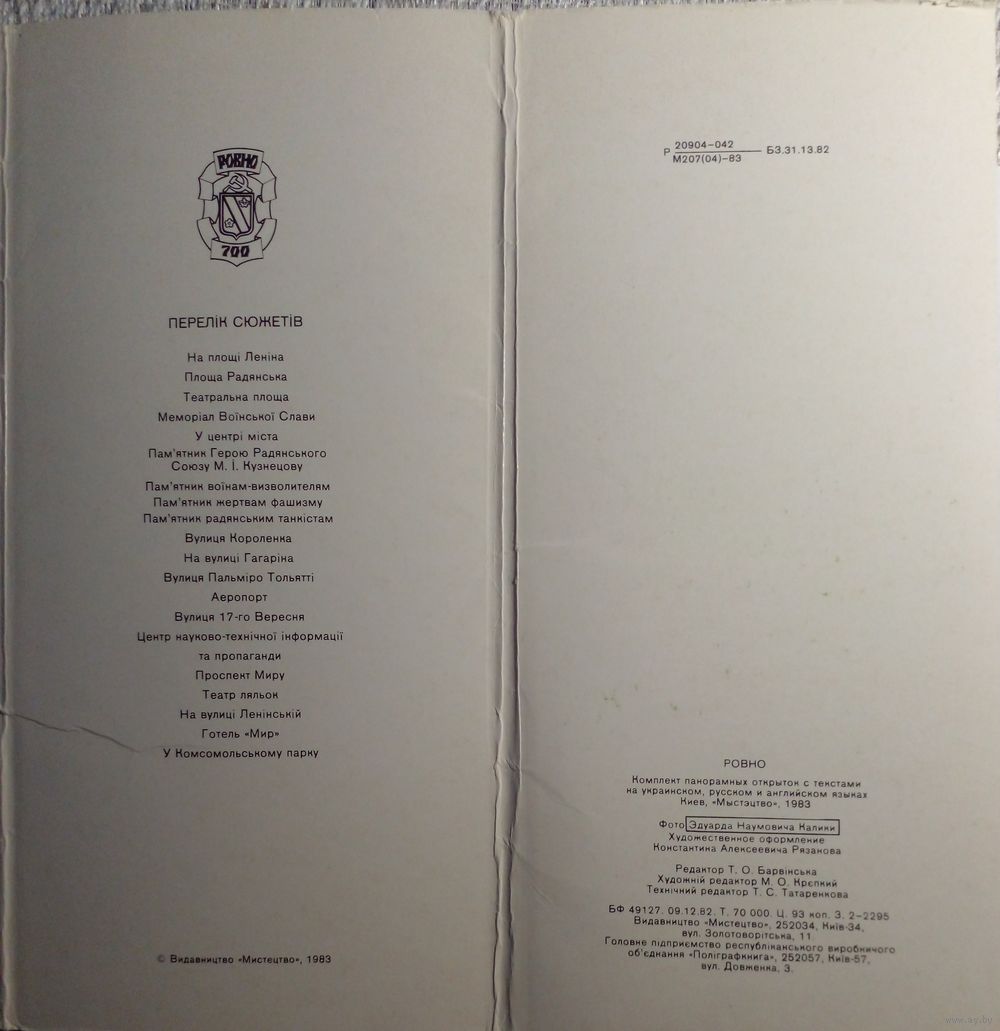 РОВНО
700
ПЕРЕЛІК СЮЖЕТІВ
На площі Леніна
Площа Радянська
Театральна площа
Меморіал Воїнської Слави
У центрі міста
Пам'ятник Герою Радянського
Союзу М. І. Кузнецову
Пам'ятник воїнам-визволителям
Пам'ятник жертвам фашизму
Пам'ятник радянським танкістам
Вулиця Короленка
На вулиці Гагаріна
Вулиця Пальміро Тольятті
Аеропорт
Вулиця 17-го Вересня
Центр науково-технічної інформації
та пропаганди
Проспект Миру
Театр ляльок
На вулиці Ленінській
Готель «Мир»
У Комсомольському парку
© Видавництво «Мистецтво», 1983
Р 20904-042 БЗ.31.13.82
М207(04)-83
РОВНО
Комплект панорамных открыток с текстами
на украинском, русском и английском языках
Киев, «Мыстэцтво», 1983
Фото Эдуарда Наумовича Калики
Художественное оформление
Константина Алексеевича Рязанова
Редактор Т. О. Барвінська
Художній редактор М. О. Крєпкий
Технічний редактор Т. С. Татаренкова
БФ 49127. 09.12.82. Т. 70 000. Ц. 93 коп. З. 2-2295
Видавництво «Мистецтво», 252034, Київ-34,
вул. Золотоворітська, 11.
Головне підприємство республіканського виробничого
об'єднання «Поліграфкнига», 252057, Київ-57,
вул. Довженка, 3.
www.ay.by